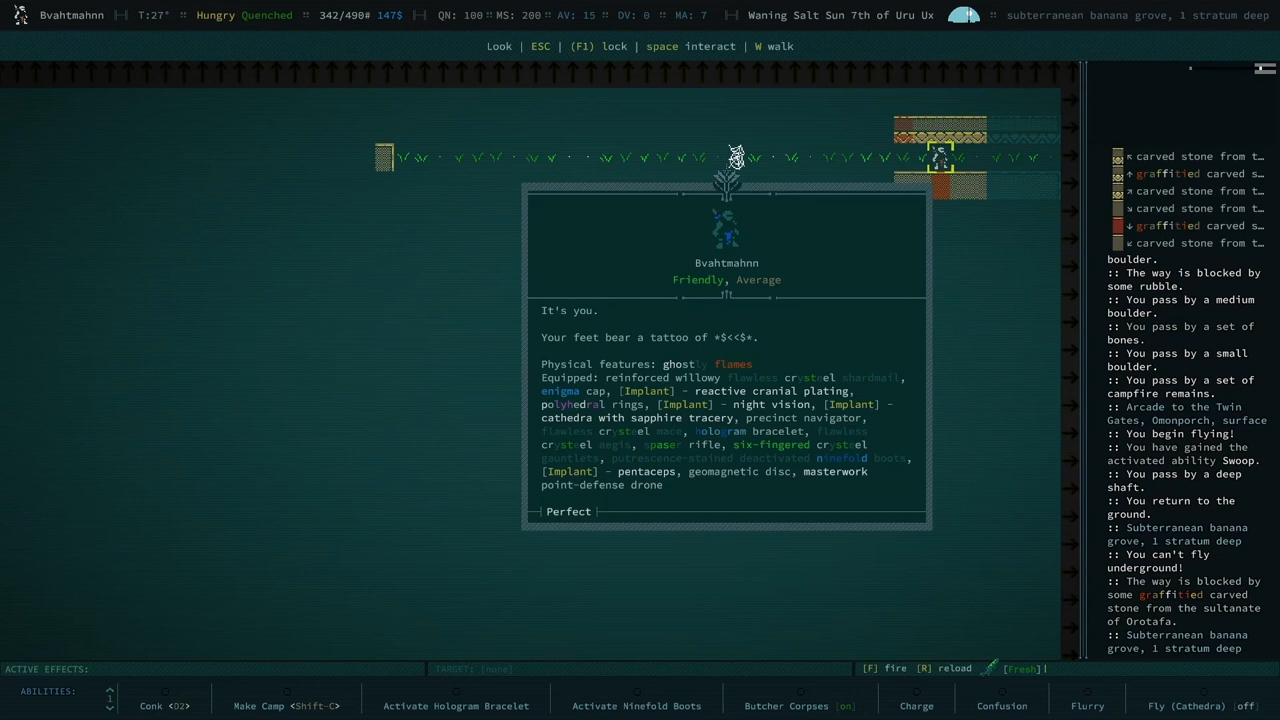 Bvahtmahnn T:27° :: Hungry Quenched :: 342/490# 147$ QN: 100 :: MS: 200 :: AV: 15 :: DV: 0 :: MA: 7 Waning Salt Sun 7th of Uru Ux :: subterranean banana grove, 1 stratum deep
Look | ESC | (F1) lock | space interact | W walk
Bvahtmahnn
Friendly, Average
It's you.
Your feet bear a tattoo of *$<<$*.
Physical features: ghostly flames
Equipped: reinforced willowy flawless crysteel shardmail,
enigma cap, [Implant] - reactive cranial plating,
polyhedral rings, [Implant] - night vision, [Implant] -
cathedra with sapphire tracery, precinct navigator,
flawless crysteel mace, hologram bracelet, flawless
crysteel aegis, spaser rifle, six-fingered crysteel
gauntlets, putrescence-stained deactivated ninefold boots,
[Implant] - pentaceps, geomagnetic disc, masterwork
point-defense drone
Perfect
↖ carved stone from t…
↑ graffitied carved s…
↗ carved stone from t…
↘ carved stone from t…
↓ graffitied carved s…
↙ carved stone from t…
boulder.
:: The way is blocked by
some rubble.
:: You pass by a medium
boulder.
:: You pass by a set of
bones.
:: You pass by a small
boulder.
:: You pass by a set of
campfire remains.
:: Arcade to the Twin
Gates, Omonporch, surface
:: You begin flying!
:: You have gained the
activated ability Swoop.
:: You pass by a deep
shaft.
:: You return to the
ground.
:: Subterranean banana
grove, 1 stratum deep
:: You can't fly
underground!
:: The way is blocked by
some graffitied carved
stone from the sultanate
of Orotafa.
:: Subterranean banana
grove, 1 stratum deep
ACTIVE EFFECTS: TARGET: [none] [F] fire [R] reload [Fresh]
ABILITIES: 1 Conk <D2> Make Camp <Shift-C> Activate Hologram Bracelet Activate Ninefold Boots Butcher Corpses [on] Charge Confusion Flurry Fly (Cathedra) [off]